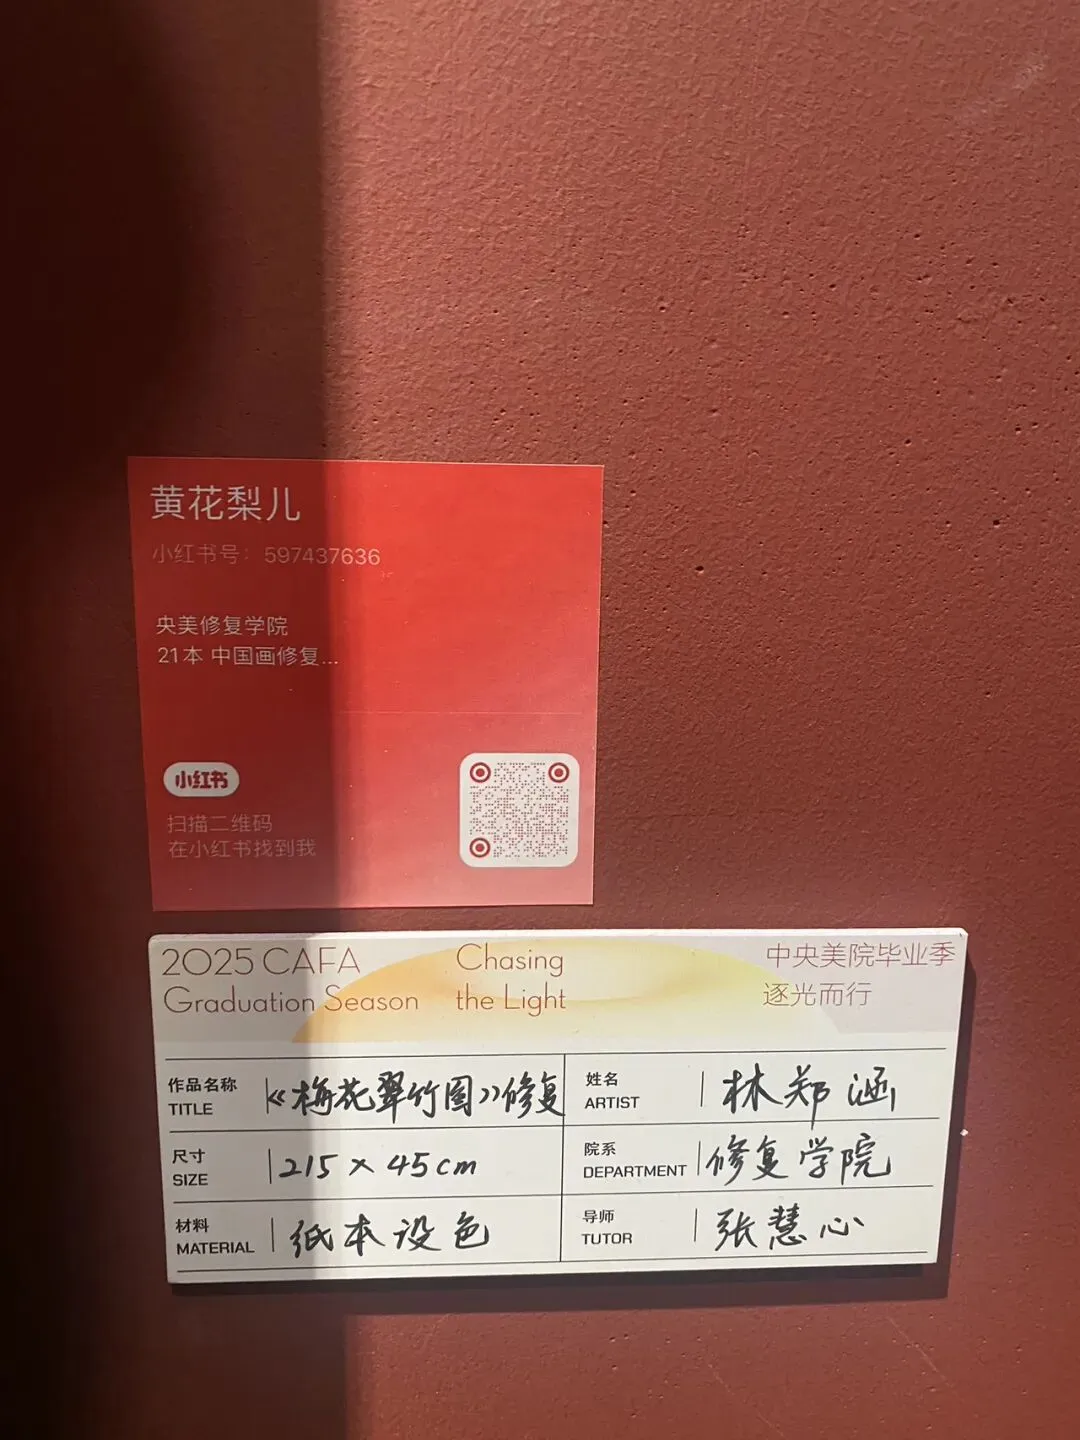 黄花梨儿
小红书号：597437636
央美修复学院
21本 中国画修复...
小红书
扫描二维码
在小红书找到我
2025 CAFA
Graduation Season
Chasing
the Light
中央美院毕业季
逐光而行
作品名称
TITLE
《梅花翠竹图》修复
姓名
ARTIST
林郑涵
尺寸
SIZE
215 × 45cm
院系
DEPARTMENT
修复学院
材料
MATERIAL
纸本设色
导师
TUTOR
张慧心